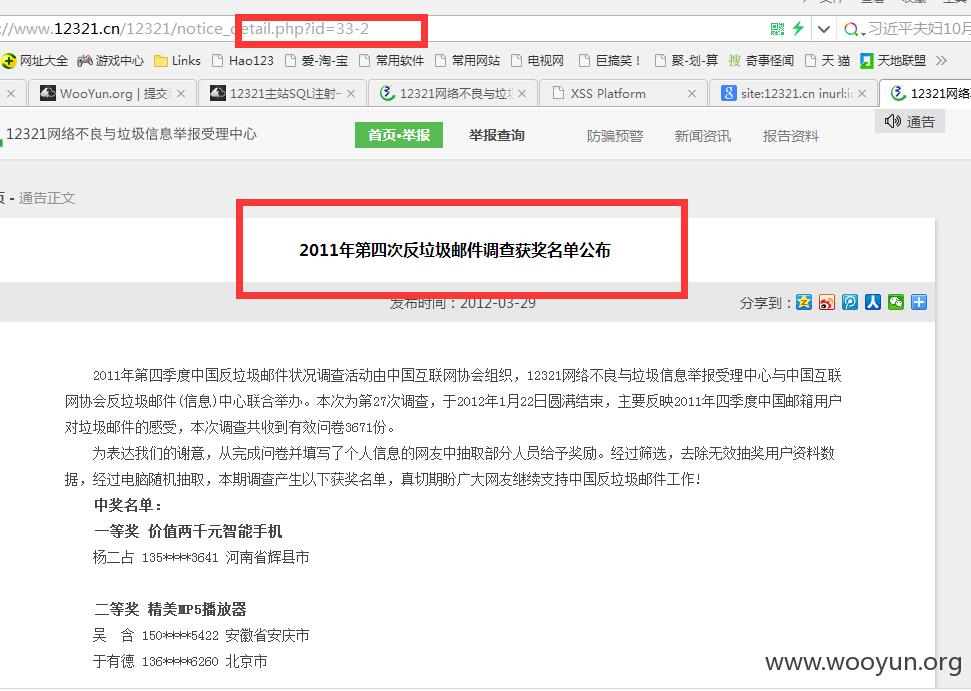 ://www.12321.cn/12321/notice_detail.php?id=33-2 习近平夫妇10月
网址大全 游戏中心 Links Hao123 爱-淘-宝 常用软件 常用网站 电视网 巨搞笑！ 聚-划-算 搜 奇事怪闻 天 猫 天地联盟 »
WooYun.org | 提交 12321主站SQL注射- 12321网络不良与垃圾 XSS Platform site:12321.cn inurl:ic 12321网络
12321网络不良与垃圾信息举报受理中心 首页•举报 举报查询 防骗预警 新闻资讯 报告资料 通告
页 - 通告正文
2011年第四次反垃圾邮件调查获奖名单公布
发布时间：2012-03-29 分享到：
2011年第四季度中国反垃圾邮件状况调查活动由中国互联网协会组织，12321网络不良与垃圾信息举报受理中心与中国互联
网协会反垃圾邮件(信息)中心联合举办。本次为第27次调查，于2012年1月22日圆满结束，主要反映2011年四季度中国邮箱用户
对垃圾邮件的感受，本次调查共收到有效问卷3671份。
为表达我们的谢意，从完成问卷并填写了个人信息的网友中抽取部分人员给予奖励。经过筛选，去除无效抽奖用户资料数
据，经过电脑随机抽取，本期调查产生以下获奖名单，真切期盼广大网友继续支持中国反垃圾邮件工作！
中奖名单：
一等奖 价值两千元智能手机
杨二占 135****3641 河南省辉县市
二等奖 精美MP5播放器
吴 含 150****5422 安徽省安庆市
于有德 136****6260 北京市
www.wooyun.org